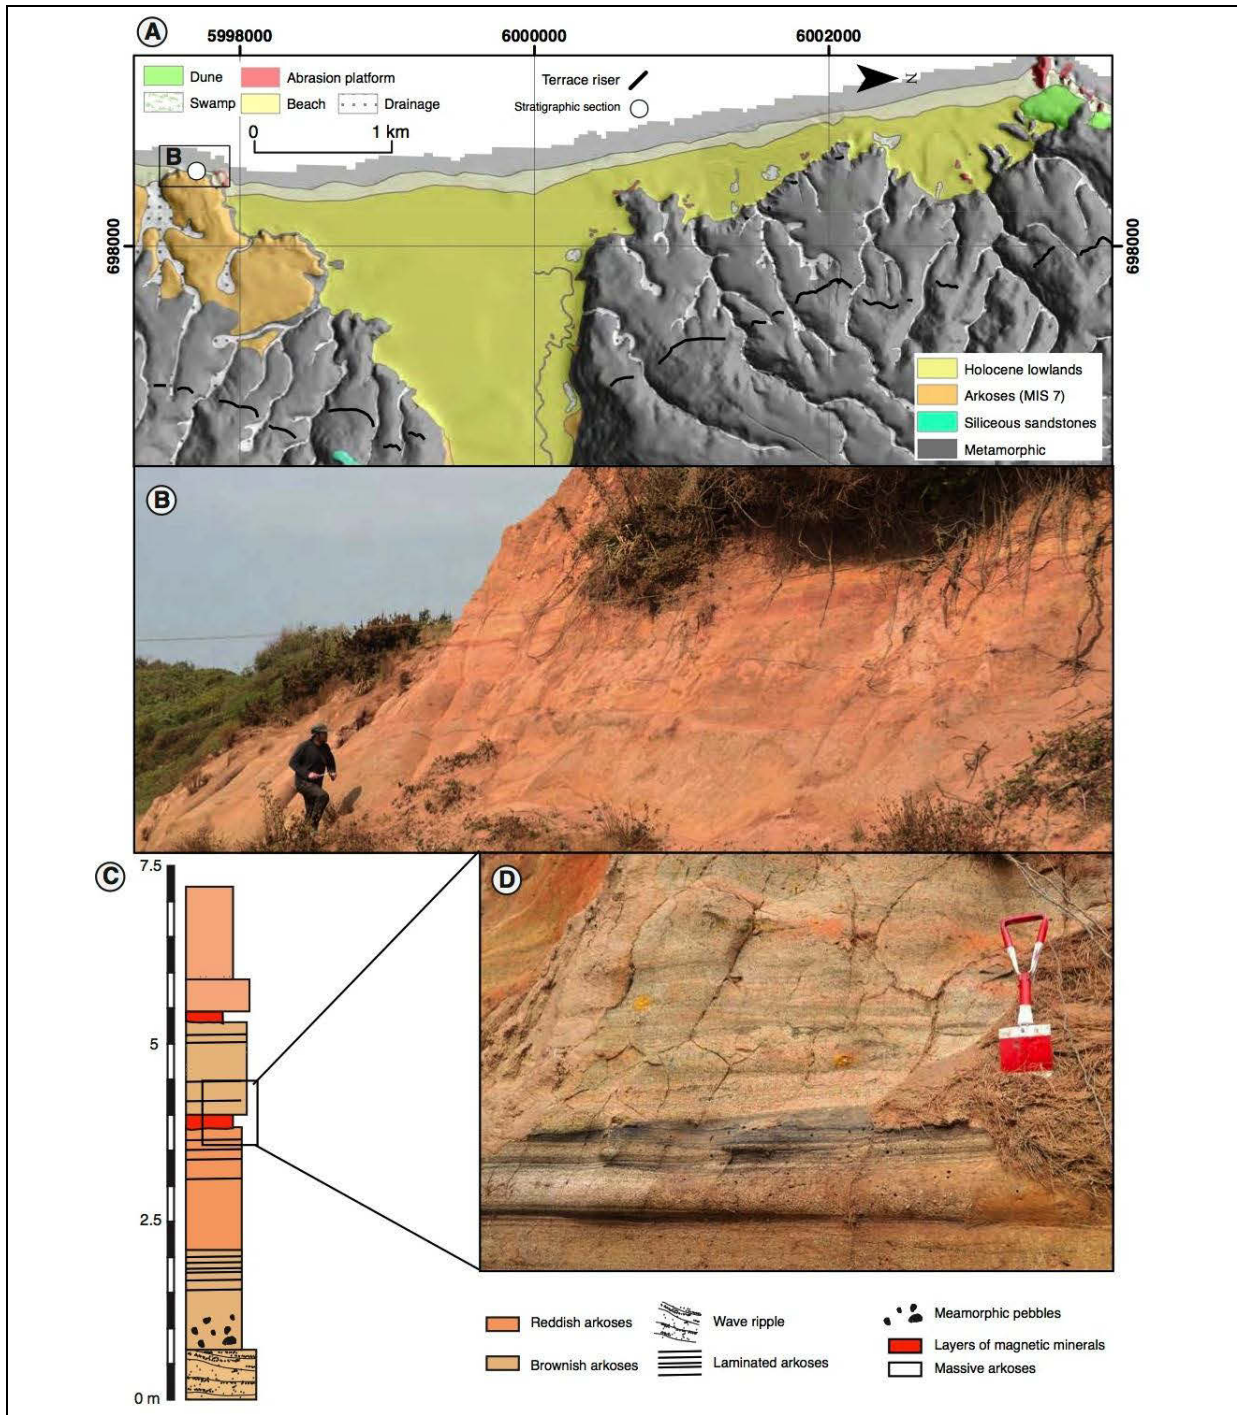 A
5998000 6000000 6002000
Dune Abrasion platform
Swamp Beach Drainage
Terrace riser
Stratigraphic section
N
0 1 km
B
698000 698000
Holocene lowlands
Arkoses (MIS 7)
Siliceous sandstones
Metamorphic
B
C
7.5
5
2.5
0 m
D
Reddish arkoses Wave ripple Meamorphic pebbles
Brownish arkoses Laminated arkoses Layers of magnetic minerals
Massive arkoses